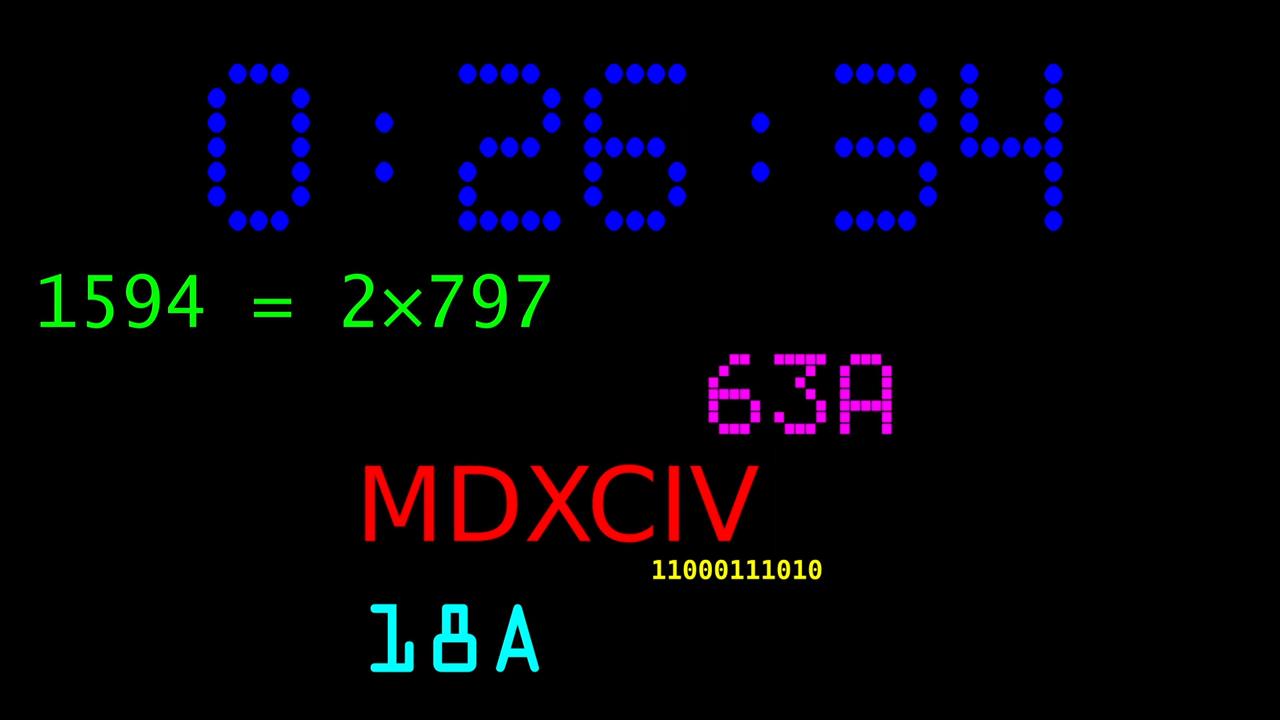 0:26:34
1594 = 2×797
63A
MDXCIV
11000111010
18A